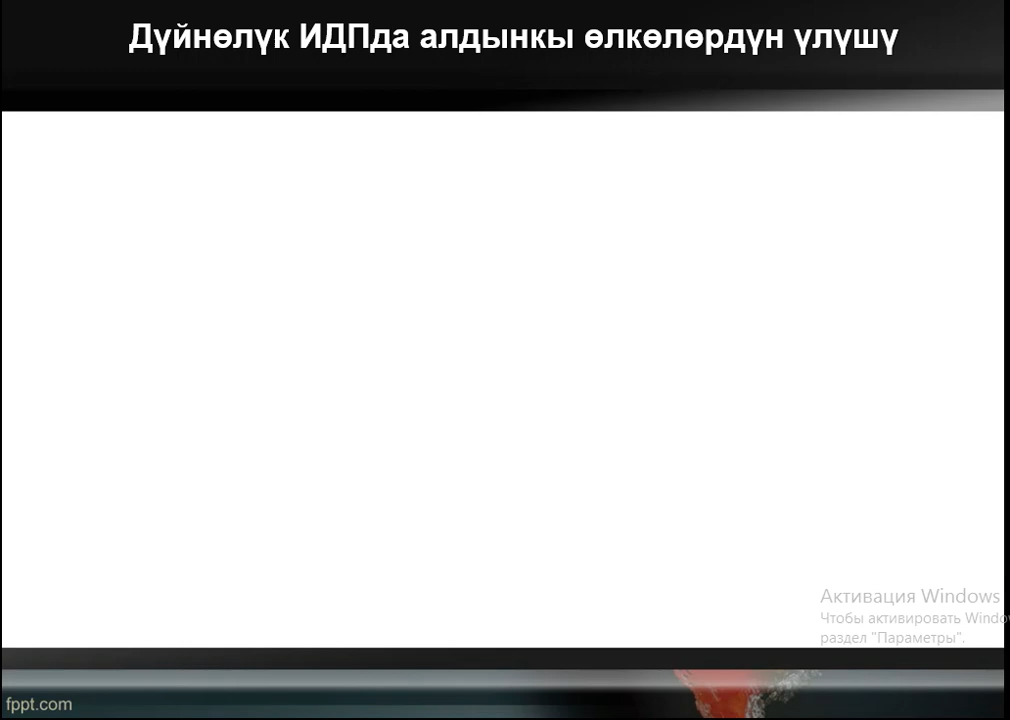 Дүйнөлүк ИДПда алдынкы өлкөлөрдүн үлүшү
Активация Windows
Чтобы активировать Windo
раздел "Параметры".
fppt.com